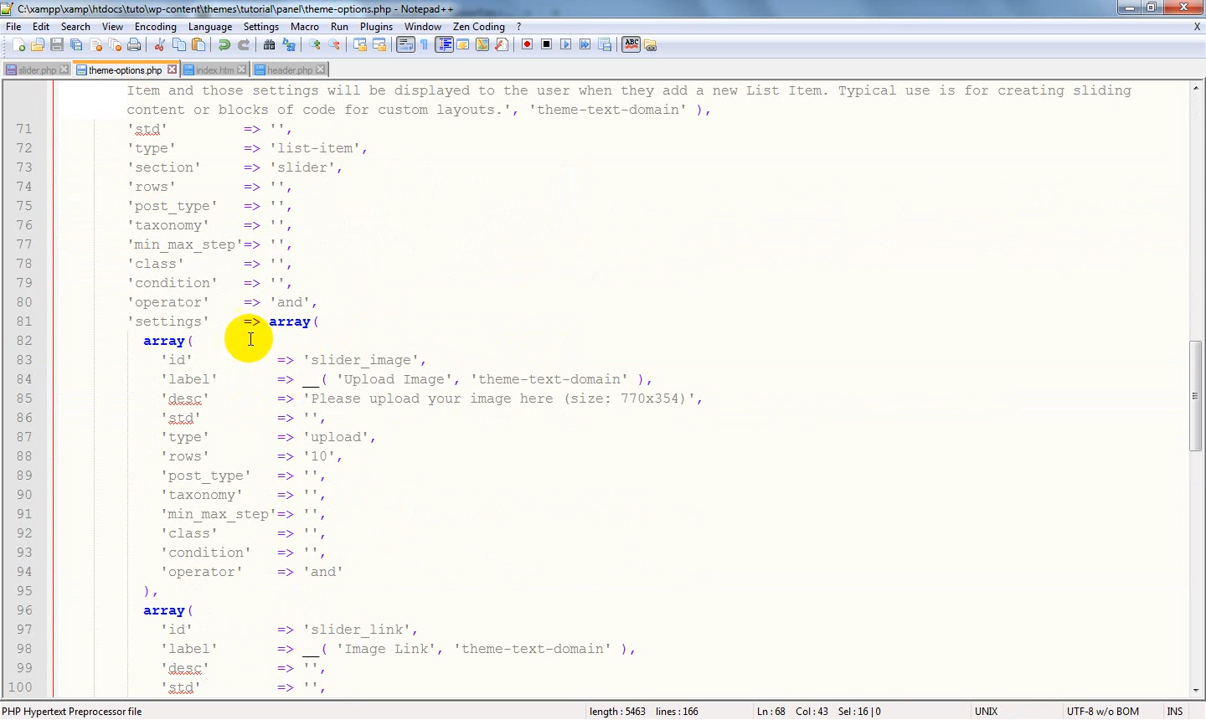 C:\xampp\xamp\htdocs\tuto\wp-content\themes\tutorial\panel\theme-options.php - Notepad++
File Edit Search View Encoding Language Settings Macro Run Plugins Window Zen Coding ? X
slider.php theme-options.php index.htm header.php
Item and those settings will be displayed to the user when they add a new List Item. Typical use is for creating sliding
content or blocks of code for custom layouts.', 'theme-text-domain' ),
71 'std' => '',
72 'type' => 'list-item',
73 'section' => 'slider',
74 'rows' => '',
75 'post_type' => '',
76 'taxonomy' => '',
77 'min_max_step'=> '',
78 'class' => '',
79 'condition' => '',
80 'operator' => 'and',
81 'settings' => array(
82 array(
83 'id' => 'slider_image',
84 'label' => __( 'Upload Image', 'theme-text-domain' ),
85 'desc' => 'Please upload your image here (size: 770x354)',
86 'std' => '',
87 'type' => 'upload',
88 'rows' => '10',
89 'post_type' => '',
90 'taxonomy' => '',
91 'min_max_step'=> '',
92 'class' => '',
93 'condition' => '',
94 'operator' => 'and'
95 ),
96 array(
97 'id' => 'slider_link',
98 'label' => __( 'Image Link', 'theme-text-domain' ),
99 'desc' => '',
100 'std' => '',
PHP Hypertext Preprocessor file length : 5463 lines : 166 Ln : 68 Col : 43 Sel : 16 | 0 UNIX UTF-8 w/o BOM INS